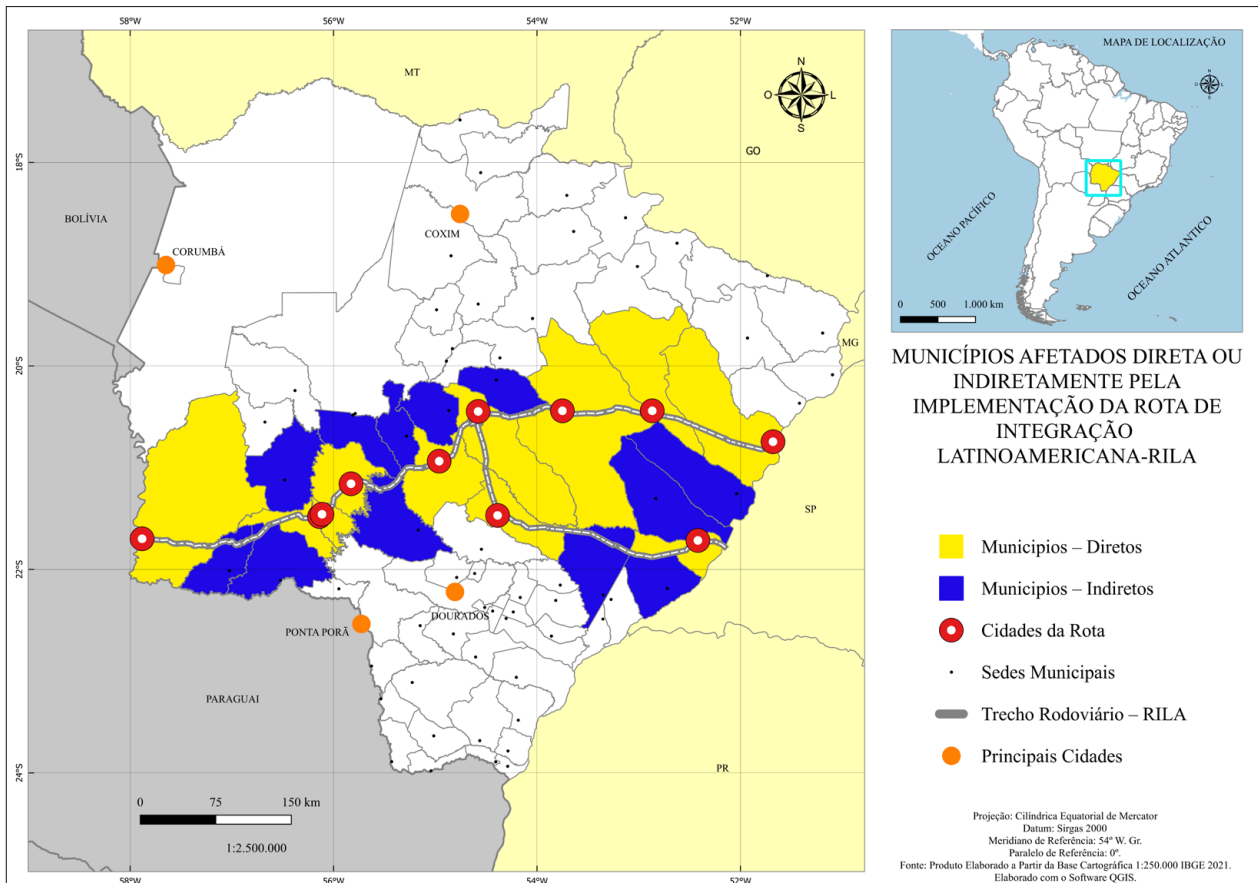 58°W
56°W
54°W
52°W
MT
N
O
L
S
GO
18°S
BOLÍVIA
CORUMBÁ
COXIM
MG
20°S
SP
22°S
DOURADOS
PONTA PORÃ
PARAGUAI
24°S
PR
0
75
150 km
1:2.500.000
58°W
56°W
54°W
52°W
MAPA DE LOCALIZAÇÃO
N
O
L
S
OCEANO PACÍFICO
OCEANO ATLANTICO
0
500
1.000 km
MUNICÍPIOS AFETADOS DIRETA OU
INDIRETAMENTE PELA
IMPLEMENTAÇÃO DA ROTA DE
INTEGRAÇÃO
LATINOAMERICANA-RILA
Municipios – Diretos
Municipios – Indiretos
Cidades da Rota
Sedes Municipais
Trecho Rodoviário – RILA
Principais Cidades
Projeção: Cilíndrica Equatorial de Mercator
Datum: Sirgas 2000
Meridiano de Referência: 54º W. Gr.
Paralelo de Referência: 0º.
Fonte: Produto Elaborado a Partir da Base Cartográfica 1:250.000 IBGE 2021.
Elaborado com o Software QGIS.